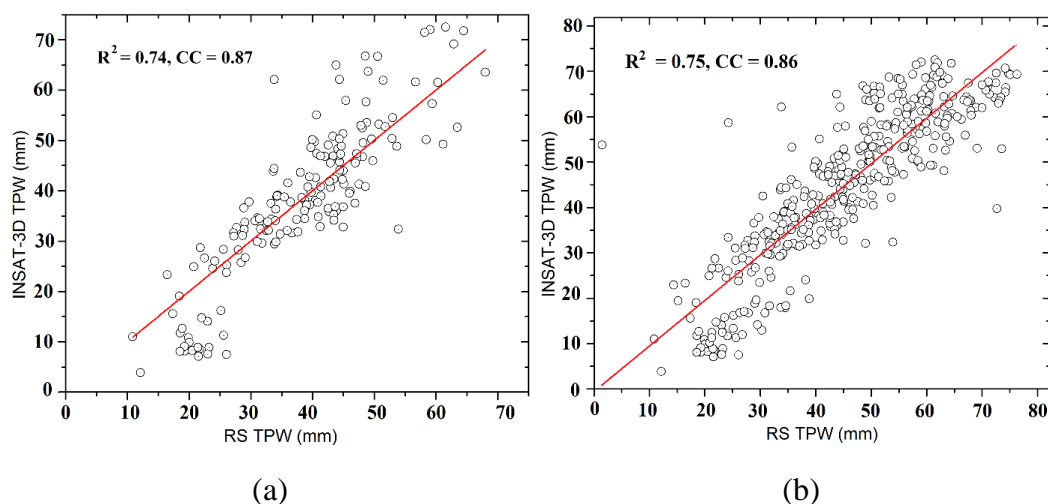 R² = 0.74, CC = 0.87
INSAT-3D TPW (mm)
70
60
50
40
30
20
10
0
0 10 20 30 40 50 60 70
RS TPW (mm)
(a)
R² = 0.75, CC = 0.86
INSAT-3D TPW (mm)
80
70
60
50
40
30
20
10
0
0 10 20 30 40 50 60 70 80
RS TPW (mm)
(b)